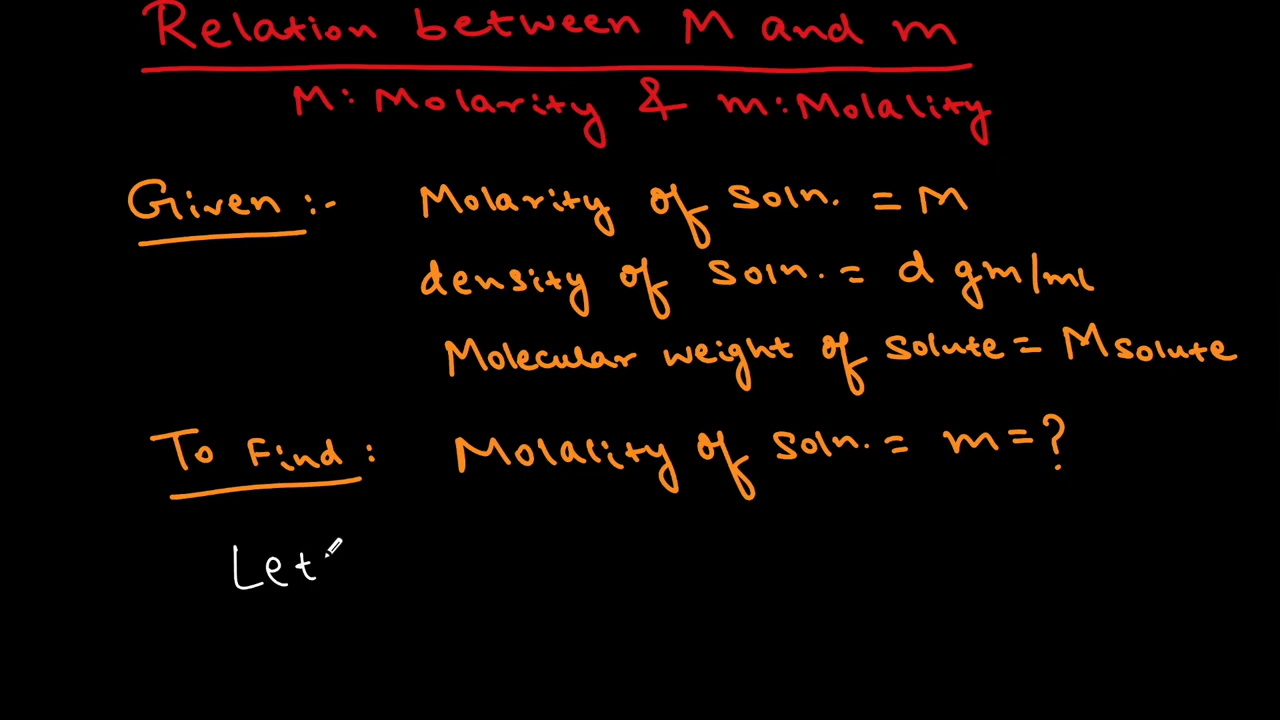 Relation between M and m
M: Molarity & m: Molality
Given :- Molarity of soln. = M
density of soln. = d gm/ml
Molecular weight of solute = Msolute
To Find : Molality of soln. = m = ?
Let